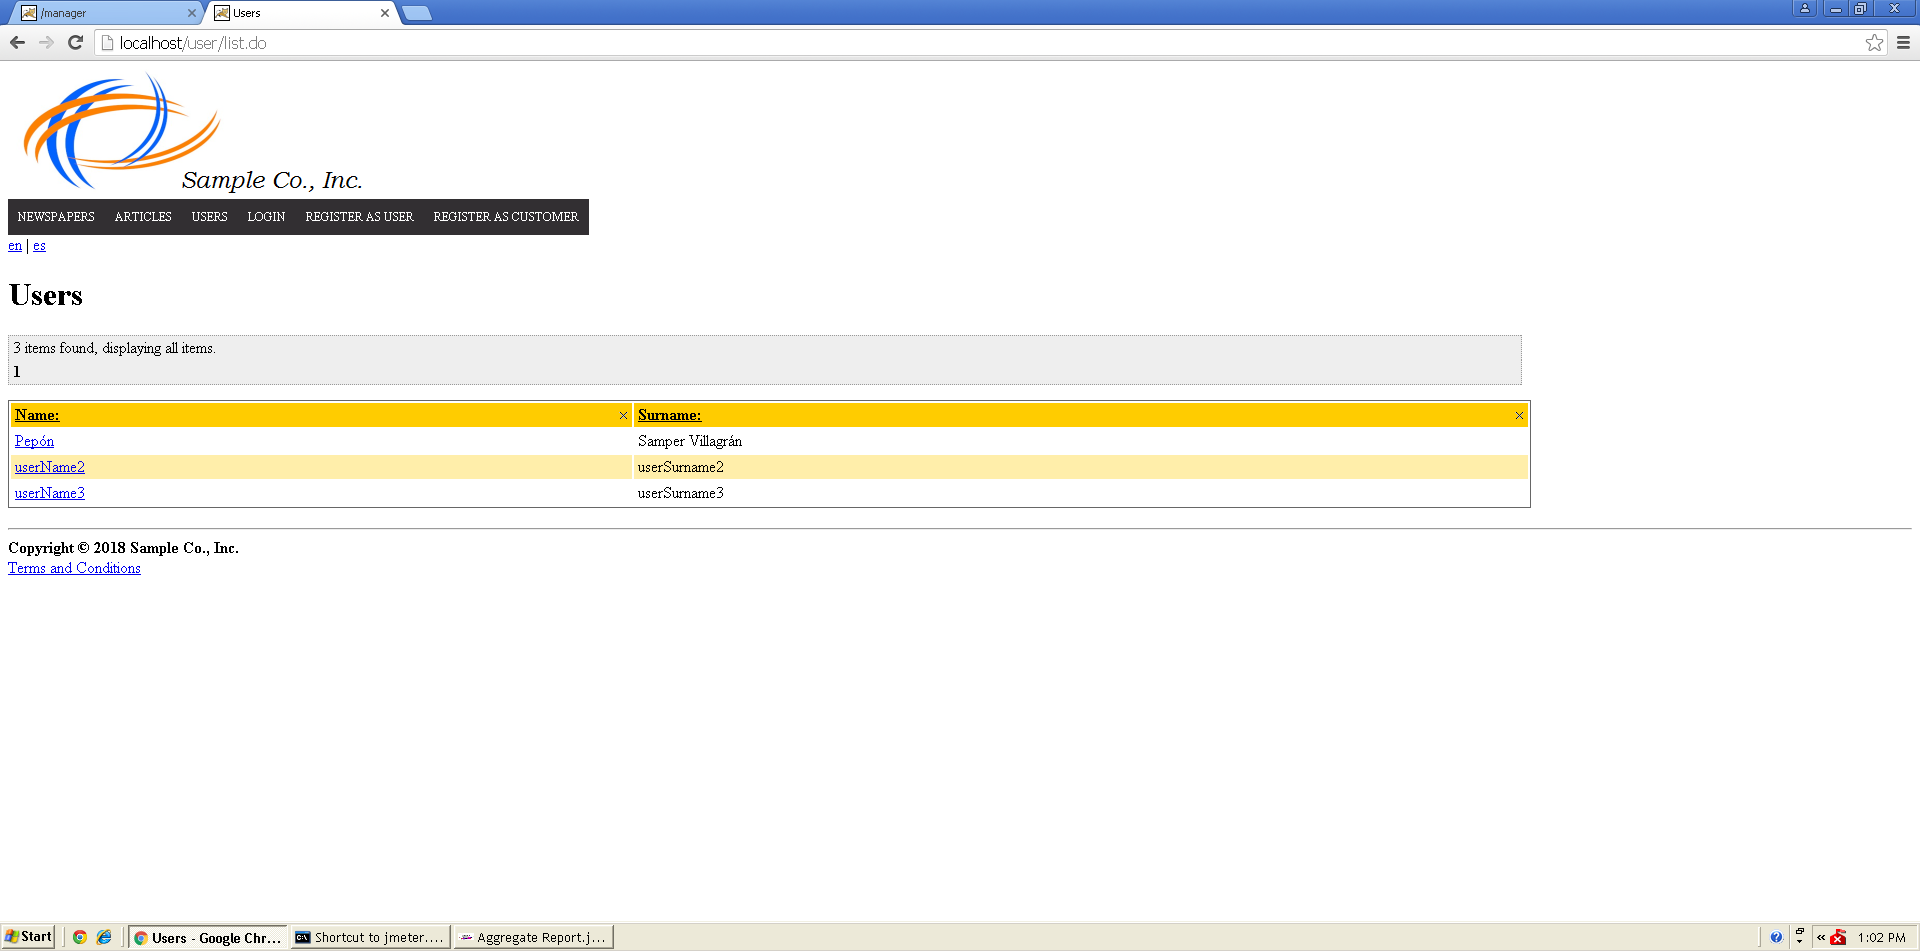 /manager
Users
localhost/user/list.do
Sample Co., Inc.
NEWSPAPERS ARTICLES USERS LOGIN REGISTER AS USER REGISTER AS CUSTOMER
en | es
Users
3 items found, displaying all items.
1
Name: Surname:
Pepón Samper Villagrán
userName2 userSurname2
userName3 userSurname3
Copyright © 2018 Sample Co., Inc.
Terms and Conditions
Start Users - Google Chr... Shortcut to jmeter.... Aggregate Report.j... 1:02 PM